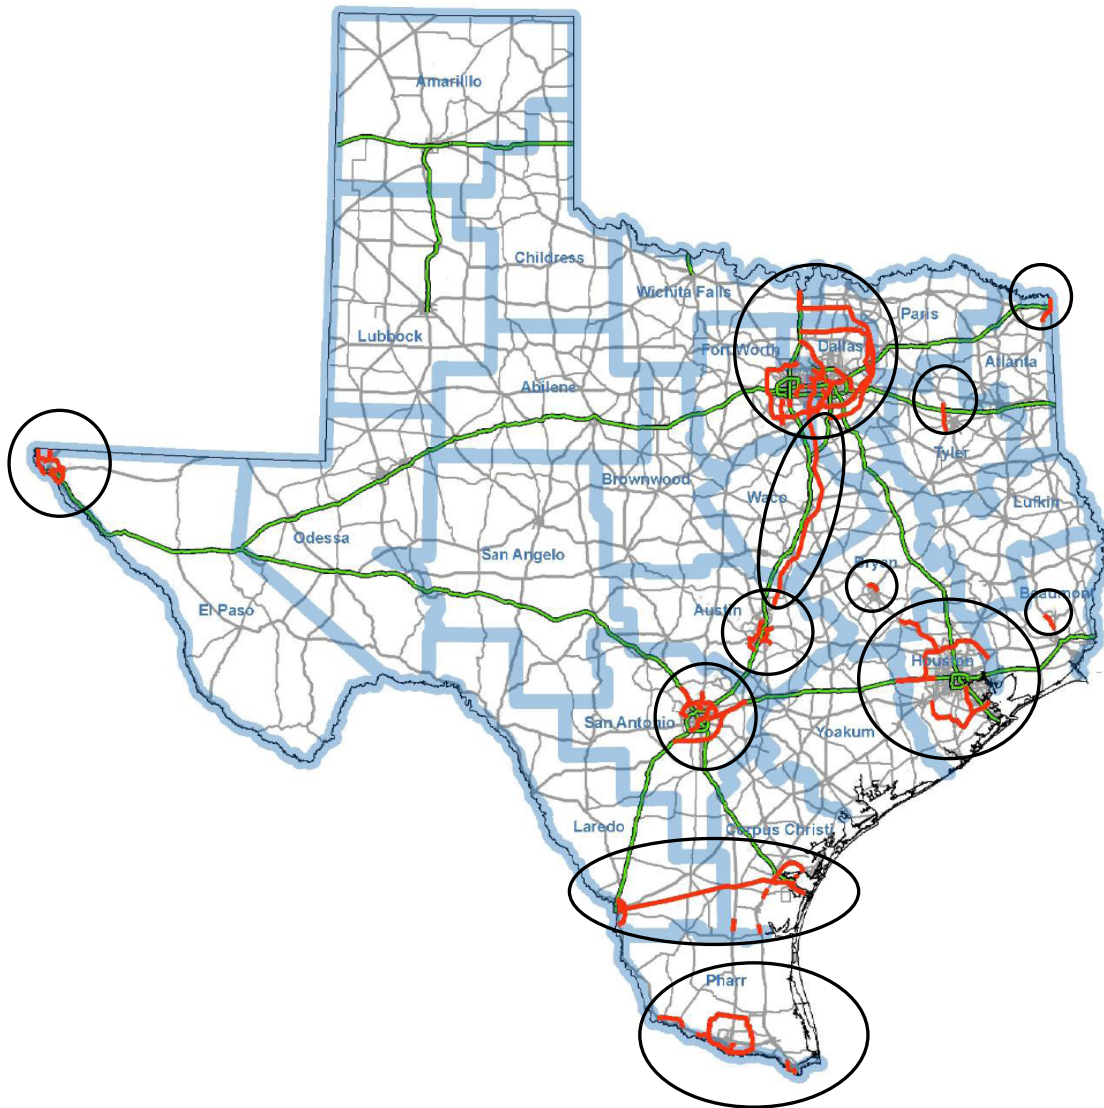 Amarillo
Childress
Wichita Falls
Paris
Lubbock
Fort Worth
Dallas
Atlanta
Abilene
Tyler
Brownwood
Waco
Lufkin
Odessa
San Angelo
Bryan
Beaumont
El Paso
Austin
Houston
San Antonio
Yoakum
Laredo
Corpus Christi
Pharr